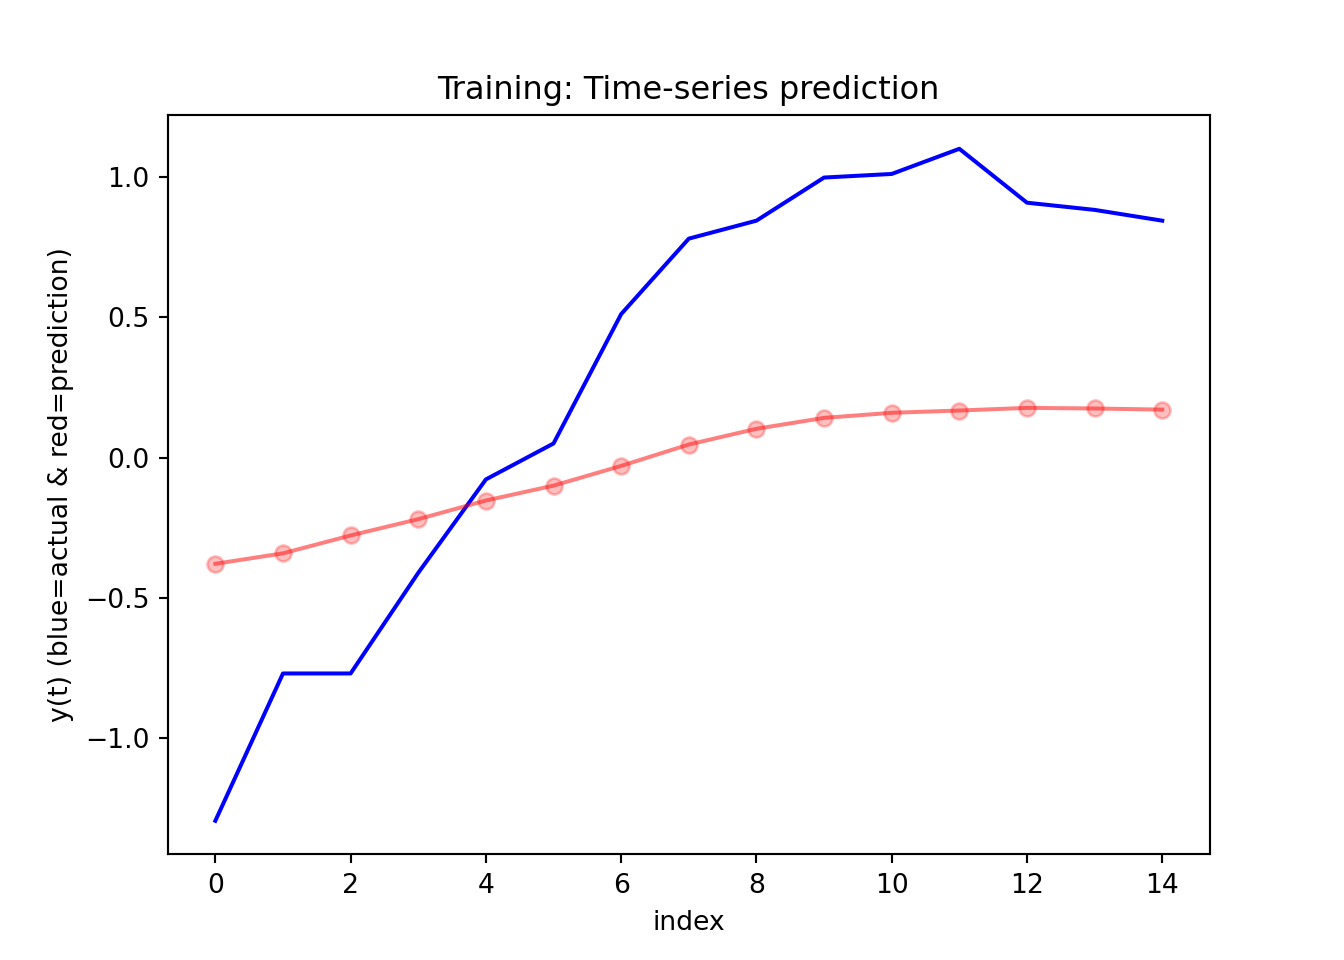 Training: Time-series prediction
y(t) (blue=actual & red=prediction)
1.0
0.5
0.0
−0.5
−1.0
0 2 4 6 8 10 12 14
index